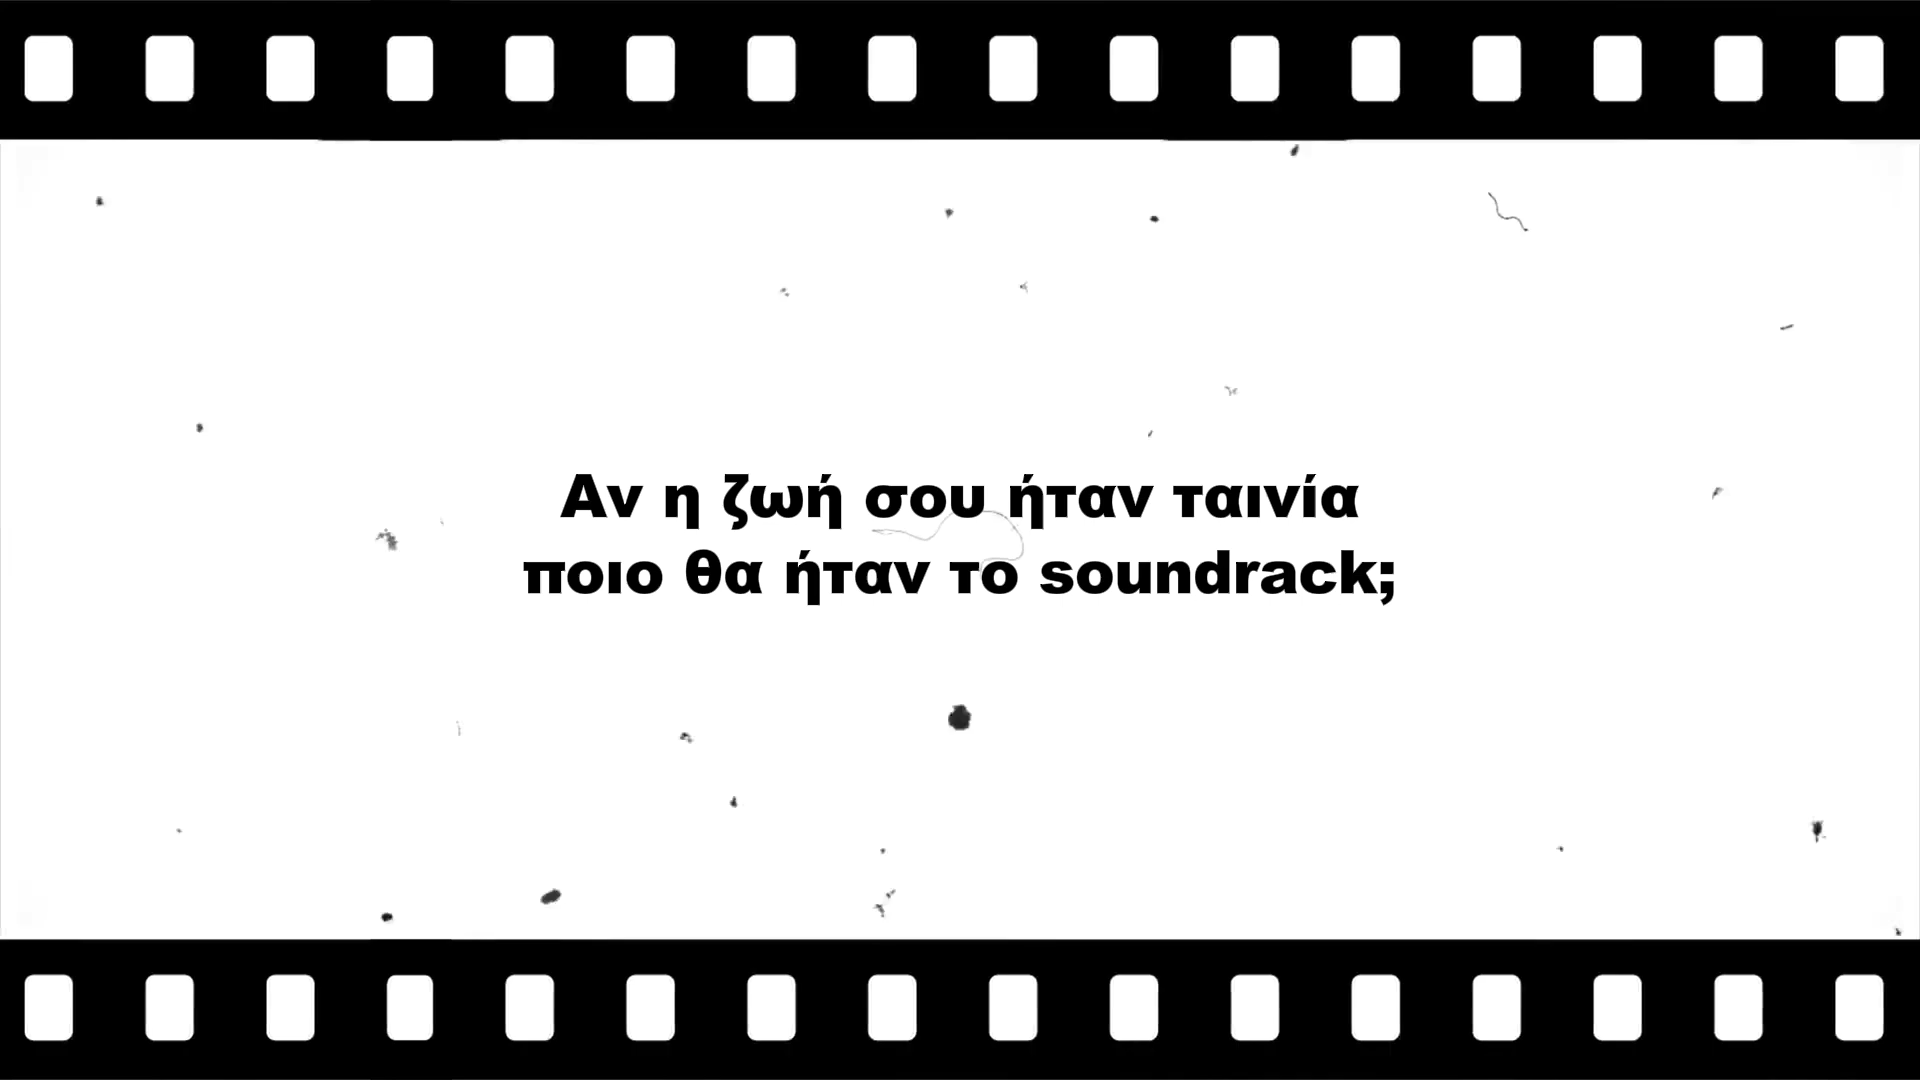 Αν η ζωή σου ήταν ταινία
ποιο θα ήταν το soundrack;